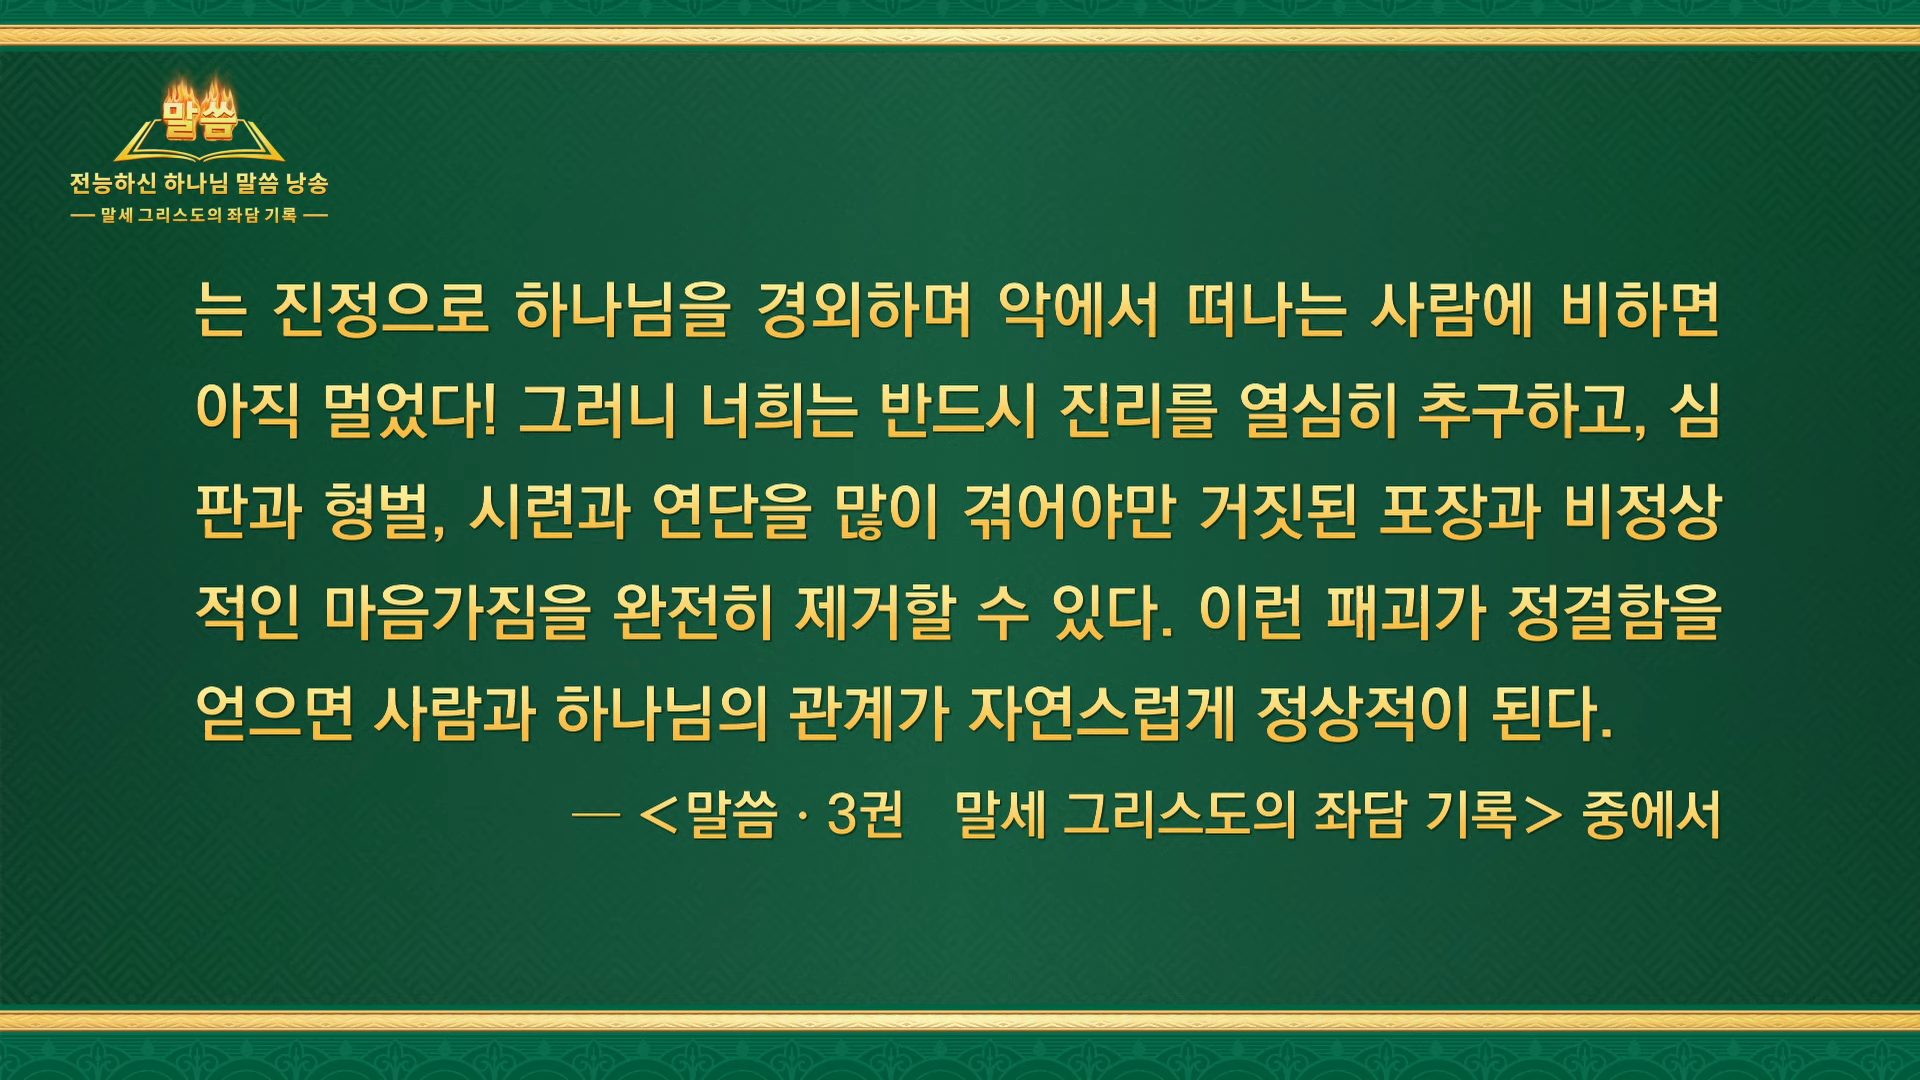 말씀
전능하신 하나님 말씀 낭송
— 말세 그리스도의 좌담 기록 —
는 진정으로 하나님을 경외하며 악에서 떠나는 사람에 비하면
아직 멀었다! 그러니 너희는 반드시 진리를 열심히 추구하고, 심
판과 형벌, 시련과 연단을 많이 겪어야만 거짓된 포장과 비정상
적인 마음가짐을 완전히 제거할 수 있다. 이런 패괴가 정결함을
얻으면 사람과 하나님의 관계가 자연스럽게 정상적이 된다.
— <말씀 · 3권 말세 그리스도의 좌담 기록> 중에서